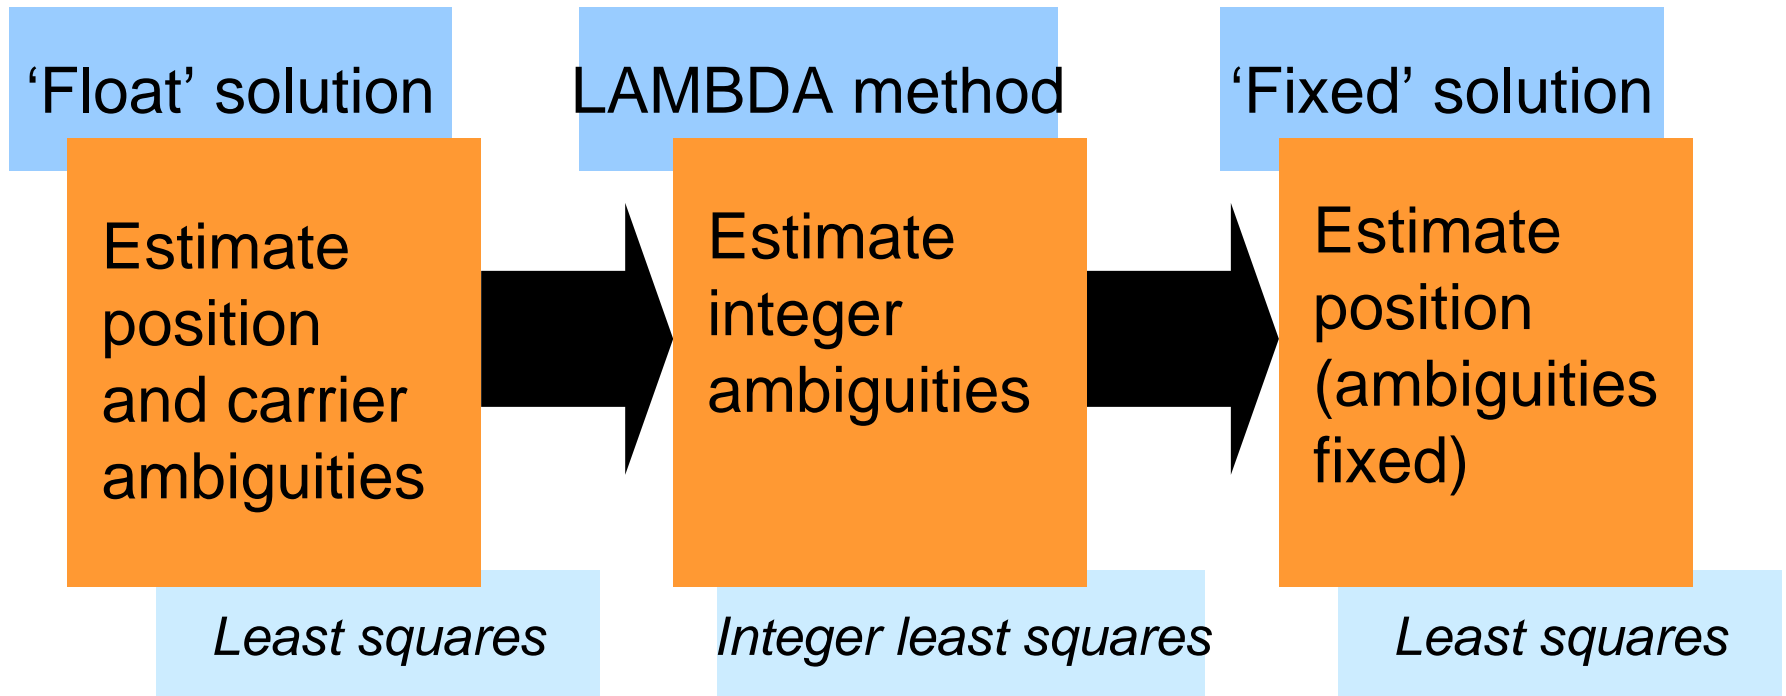 ‘Float’ solution
Estimate
position
and carrier
ambiguities
Least squares
LAMBDA method
Estimate
integer
ambiguities
Integer least squares
‘Fixed’ solution
Estimate
position
(ambiguities
fixed)
Least squares